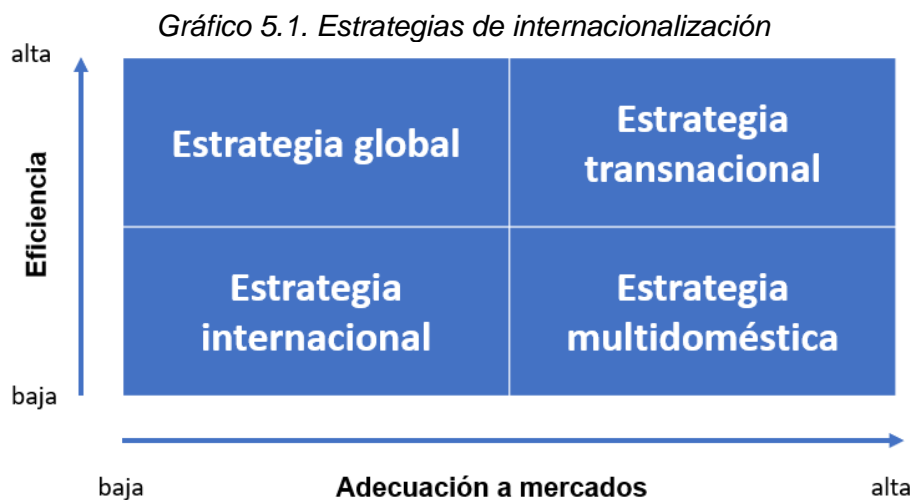 Gráfico 5.1. Estrategias de internacionalización
alta
Eficiencia
Estrategia global
Estrategia
transnacional
Estrategia
internacional
Estrategia
multidoméstica
baja
baja
Adecuación a mercados
alta